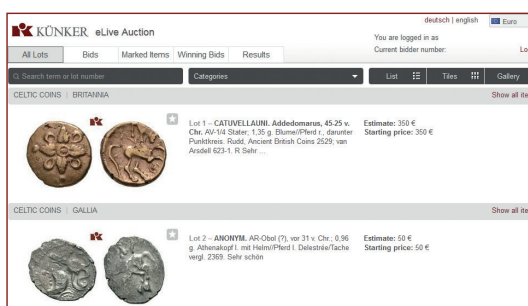 deutsch | english
Euro
KÜNKER eLive Auction
You are logged in as
Current bidder number:
Lo
All Lots Bids Marked Items Winning Bids Results
Search term or lot number Categories List Tiles Gallery
CELTIC COINS | BRITANNIA Show all ite
Lot 1 – CATUVELLAUNI. Addedomarus, 45-25 v. Estimate: 350 €
Chr. AV-1/4 Stater; 1,35 g. Blume//Pferd r., darunter Starting price: 350 €
Punktkreis. Rudd, Ancient British Coins 2529; van
Arsdell 623-1. R Sehr ...
CELTIC COINS | GALLIA Show all ite
Lot 2 – ANONYM. AR-Obol (?), vor 31 v. Chr.; 0,96 Estimate: 50 €
g. Athenakopf l. mit Helm//Pferd l. Delestrée/Tache Starting price: 50 €
vergl. 2369. Sehr schön